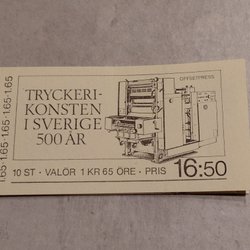 TRYCKERI-
KONSTEN
I SVERIGE
500 ÅR
OFFSETPRESS
10 ST · VALÖR 1 KR 65 ÖRE · PRIS 16:50
1.65·1.65·1.65·1.65·1.65